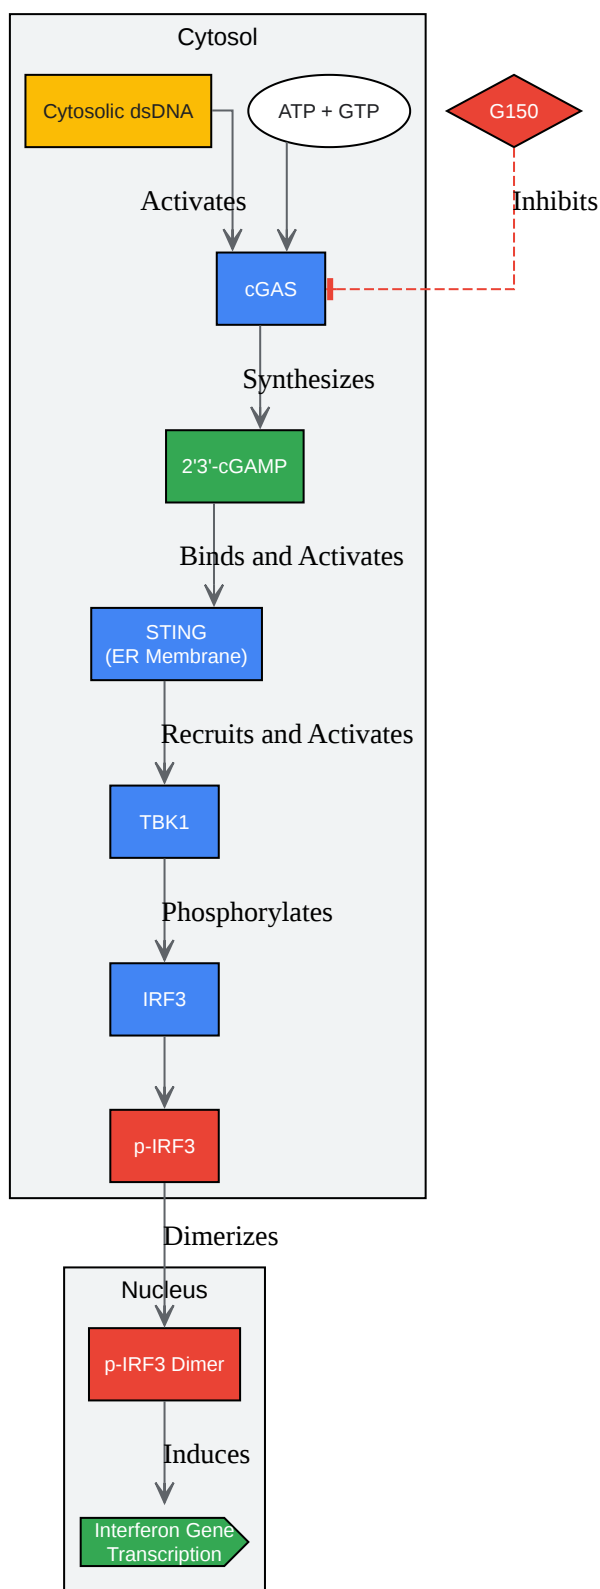 Cytosol
Cytosolic dsDNA
ATP + GTP
G150
Activates
Inhibits
cGAS
Synthesizes
2'3'-cGAMP
Binds and Activates
STING
(ER Membrane)
Recruits and Activates
TBK1
Phosphorylates
IRF3
p-IRF3
Dimerizes
Nucleus
p-IRF3 Dimer
Induces
Interferon Gene
Transcription